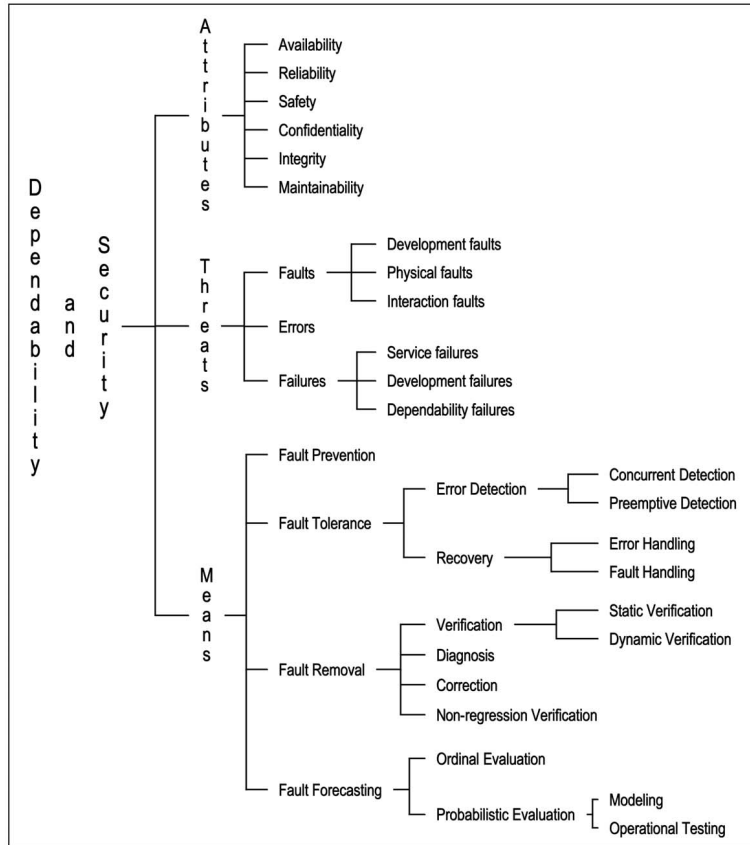 Dependability
and
Security
Attributes
Availability
Reliability
Safety
Confidentiality
Integrity
Maintainability
Threats
Faults
Development faults
Physical faults
Interaction faults
Errors
Failures
Service failures
Development failures
Dependability failures
Means
Fault Prevention
Fault Tolerance
Error Detection
Concurrent Detection
Preemptive Detection
Recovery
Error Handling
Fault Handling
Fault Removal
Verification
Static Verification
Dynamic Verification
Diagnosis
Correction
Non-regression Verification
Fault Forecasting
Ordinal Evaluation
Probabilistic Evaluation
Modeling
Operational Testing